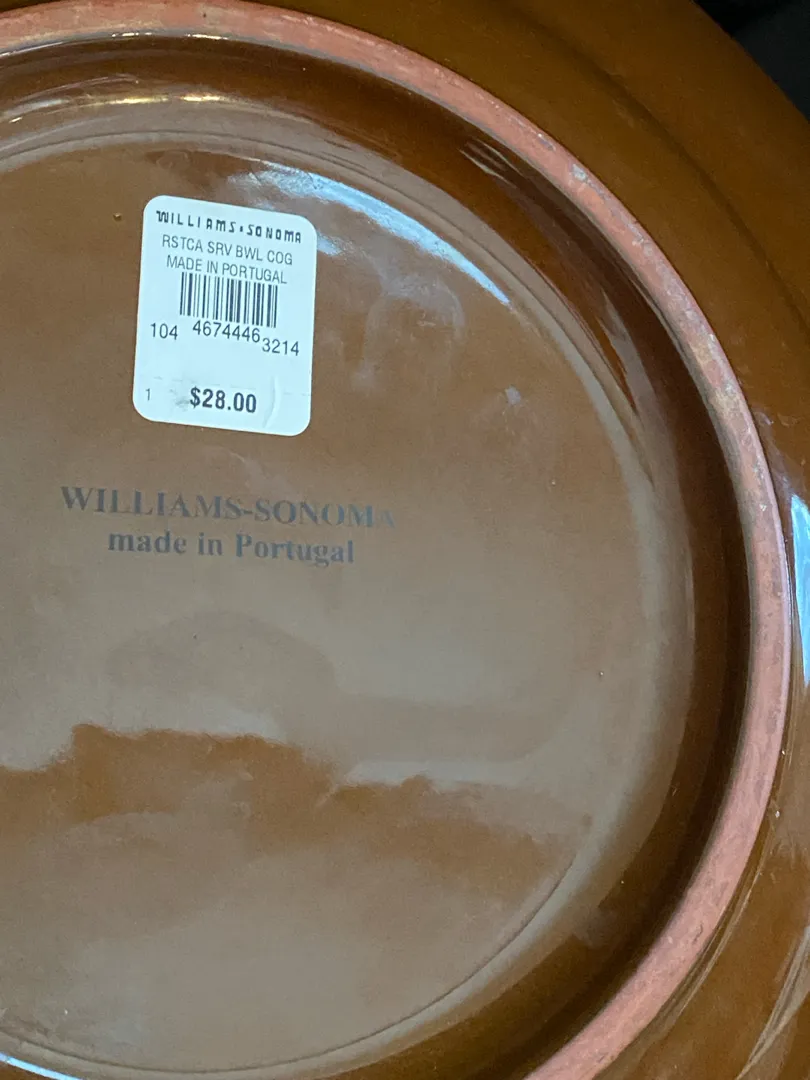 WILLIAMS-SONOMA
RSTCA SRV BWL COG
MADE IN PORTUGAL
104 4674446 3214
1 $28.00
WILLIAMS-SONOMA
made in Portugal